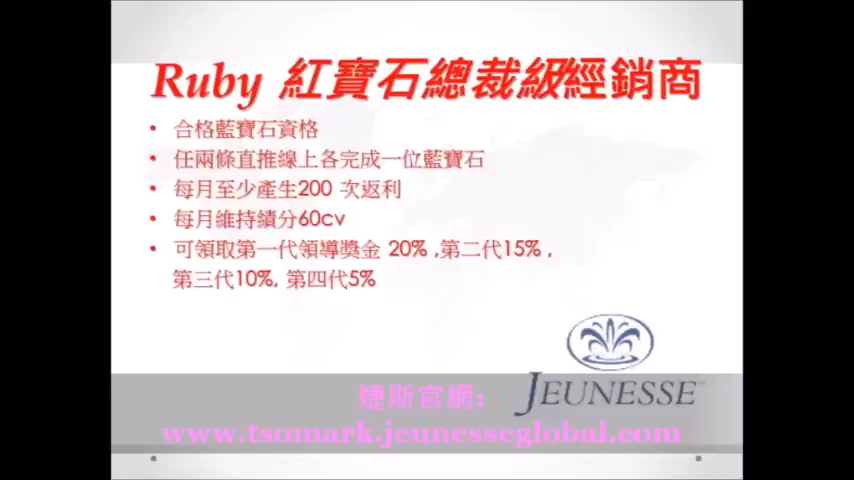 Ruby 紅寶石總裁級經銷商
• 合格藍寶石資格
• 任兩條直推線上各完成一位藍寶石
• 每月至少產生200 次返利
• 每月維持績分60cv
• 可領取第一代領導獎金 20% ,第二代15% ,
第三代10%, 第四代5%
JEUNESSE™
婕斯官網:
www.tsomark.jeunesseglobal.com